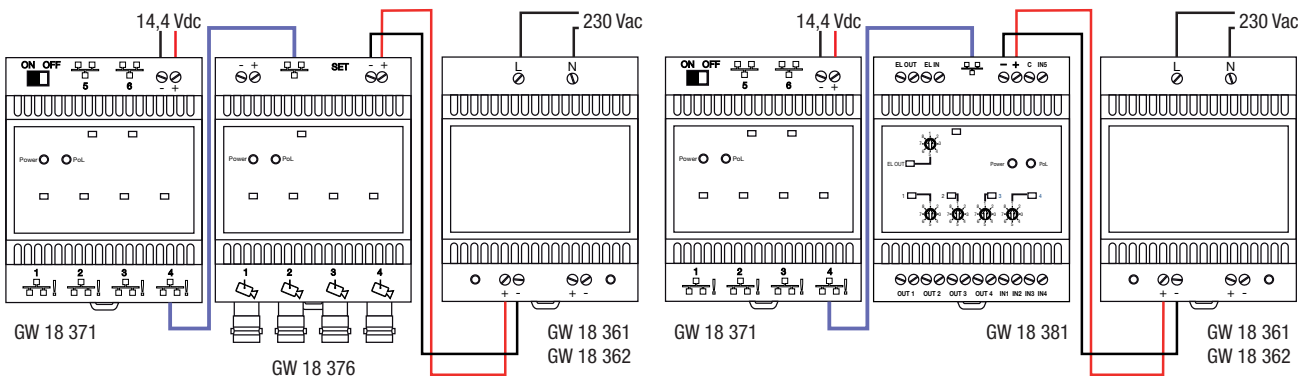 14,4 Vdc
230 Vac
ON OFF
5
6
- +
Power
PoL
1 2 3 4
GW 18 371
- +
SET
- +
Power
PoL
1 2 3 4
GW 18 376
L N
+ -
+ -
GW 18 361
GW 18 362
14,4 Vdc
230 Vac
ON OFF
5
6
- +
Power
PoL
1 2 3 4
GW 18 371
EL OUT EL IN
- + C IN5
EL OUT
Power
PoL
1 2 3 4
OUT 1 OUT 2 OUT 3 OUT 4 IN1 IN2 IN3 IN4
GW 18 381
L N
+ -
+ -
GW 18 361
GW 18 362